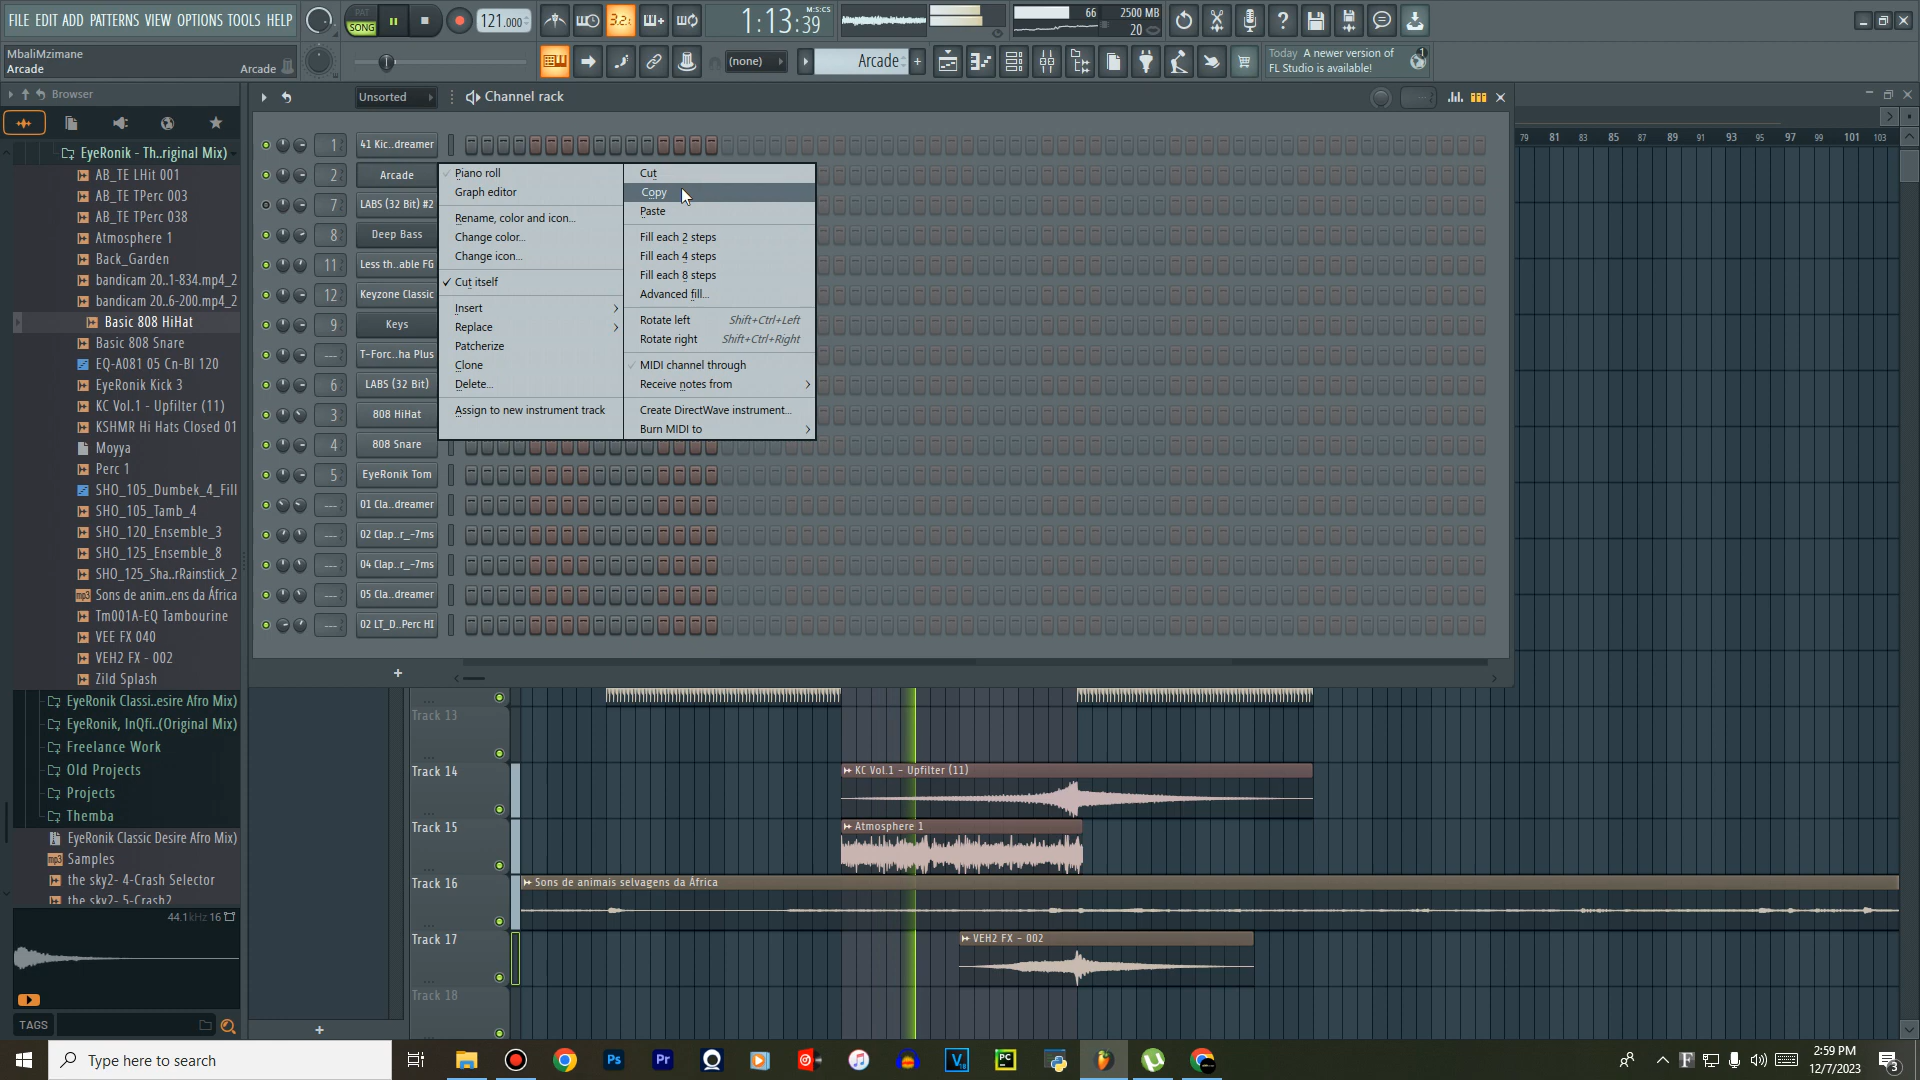 FILE EDIT ADD PATTERNS VIEW OPTIONS TOOLS HELP
PAT
SONG
121.000
3.2.
1:13:39
M:S:CS
66
2500 MB
20
MbaliMzimane
Arcade
Arcade
(none)
Arcade
Today A newer version of
FL Studio is available!
1
Browser
Unsorted
Channel rack
EyeRonik - Th..riginal Mix)
AB_TE LHit 001
AB_TE TPerc 003
AB_TE TPerc 038
Atmosphere 1
Back_Garden
bandicam 20..1-834.mp4_2
bandicam 20..6-200.mp4_2
Basic 808 HiHat
Basic 808 Snare
EQ-A081 05 Cn-Bl 120
EyeRonik Kick 3
KC Vol.1 - Upfilter (11)
KSHMR Hi Hats Closed 01
Moyya
Perc 1
SHO_105_Dumbek_4_Fill
SHO_105_Tamb_4
SHO_120_Ensemble_3
SHO_125_Ensemble_8
SHO_125_Sha..rRainstick_2
Sons de anim..ens da África
Tm001A-EQ Tambourine
VEE FX 040
VEH2 FX - 002
Zild Splash
EyeRonik Classi..esire Afro Mix)
EyeRonik, InQfi..(Original Mix)
Freelance Work
Old Projects
Projects
Themba
EyeRonik Classic Desire Afro Mix)
Samples
the sky2- 4-Crash Selector
the sky2- 5-Crash2
44.1kHz 16
TAGS
1 41 Kic..dreamer
2 Arcade
7 LABS (32 Bit) #2
8 Deep Bass
11 Less th..able FG
12 Keyzone Classic
9 Keys
--- T-Forc..ha Plus
6 LABS (32 Bit)
3 808 HiHat
4 808 Snare
5 EyeRonik Tom
--- 01 Cla..dreamer
--- 02 Clap..r_-7ms
--- 04 Clap..r_-7ms
--- 05 Cla..dreamer
--- 02 LT_D..Perc HI
Piano roll
Graph editor
Rename, color and icon...
Change color...
Change icon...
Cut itself
Insert
Replace
Patcherize
Clone
Delete...
Assign to new instrument track
Cut
Copy
Paste
Fill each 2 steps
Fill each 4 steps
Fill each 8 steps
Advanced fill...
Rotate left Shift+Ctrl+Left
Rotate right Shift+Ctrl+Right
MIDI channel through
Receive notes from
Create DirectWave instrument...
Burn MIDI to
79 81 83 85 87 89 91 93 95 97 99 101 103
Track 13
Track 14
KC Vol.1 - Upfilter (11)
Track 15
Atmosphere 1
Track 16
Sons de animais selvagens da África
Track 17
VEH2 FX - 002
Track 18
Type here to search
Ps
Pr
V
PC
2:59 PM
12/7/2023
3